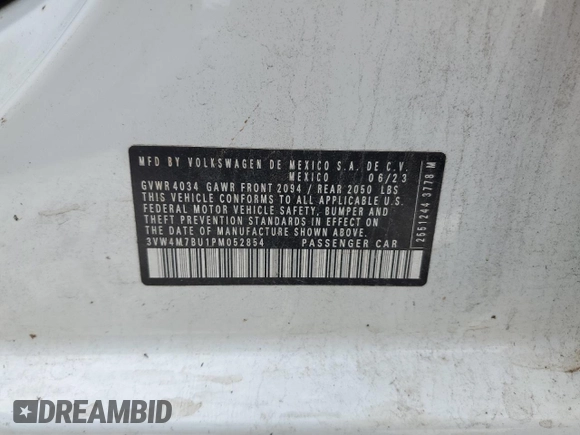 MFD BY VOLKSWAGEN DE MEXICO S.A. DE C.V.
MEXICO 06/23
GVWR 4034 GAWR FRONT 2094 / REAR 2050 LBS
THIS VEHICLE CONFORMS TO ALL APPLICABLE U.S.
FEDERAL MOTOR VEHICLE SAFETY, BUMPER AND
THEFT PREVENTION STANDARDS IN EFFECT ON
THE DATE OF MANUFACTURE SHOWN ABOVE.
3VW4M7BU1PM052854 PASSENGER CAR
2551244 3778 M
DREAMBID